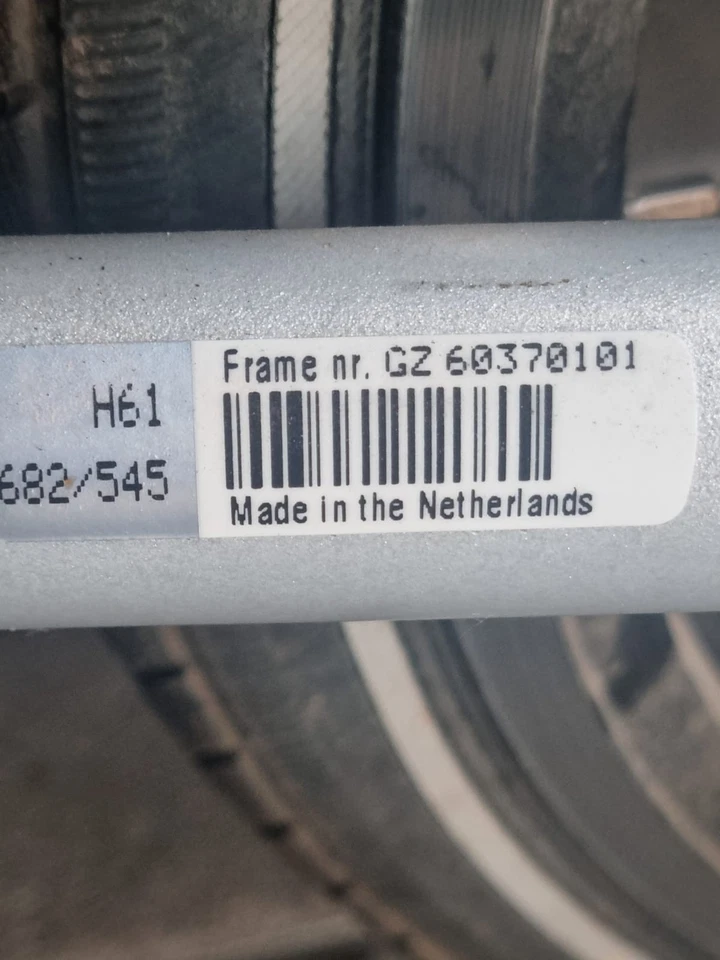 H61
682/545
Frame nr. GZ 60370101
Made in the Netherlands